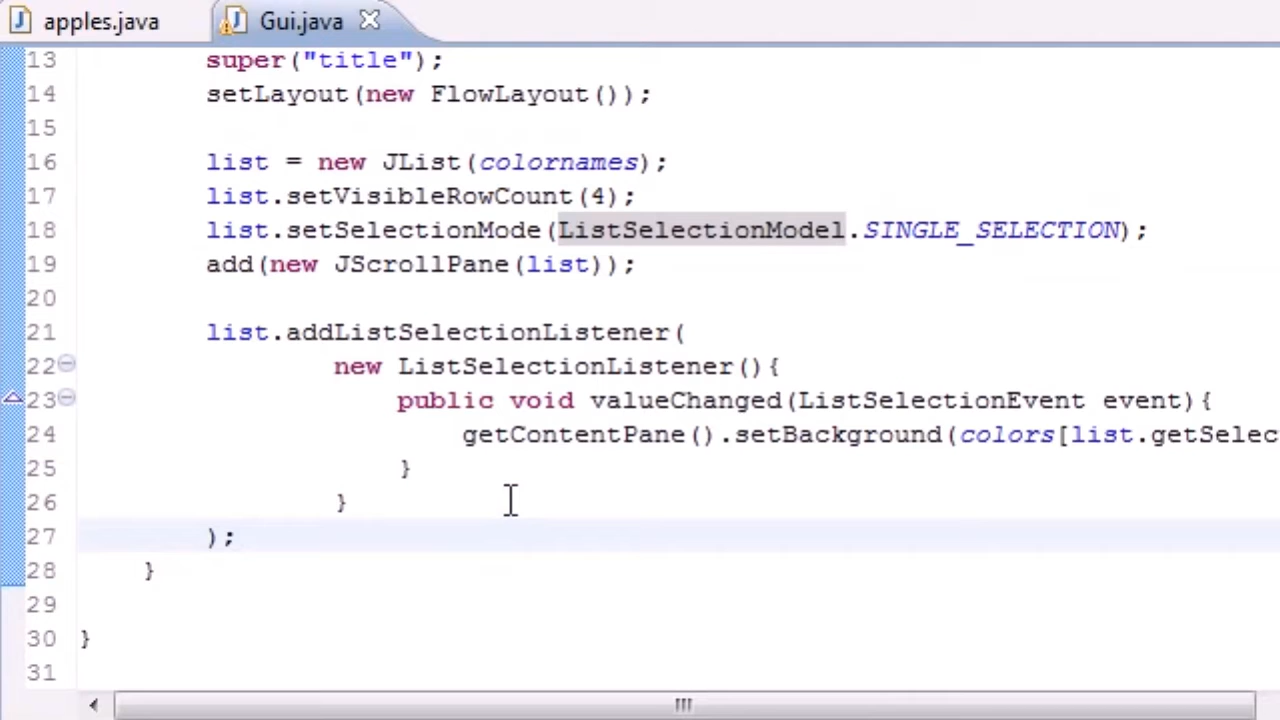 apples.java
Gui.java
13 super("title");
14 setLayout(new FlowLayout());
15
16 list = new JList(colornames);
17 list.setVisibleRowCount(4);
18 list.setSelectionMode(ListSelectionModel.SINGLE_SELECTION);
19 add(new JScrollPane(list));
20
21 list.addListSelectionListener(
22 new ListSelectionListener(){
23 public void valueChanged(ListSelectionEvent event){
24 getContentPane().setBackground(colors[list.getSelec
25 }
26 }
27 );
28 }
29
30 }
31